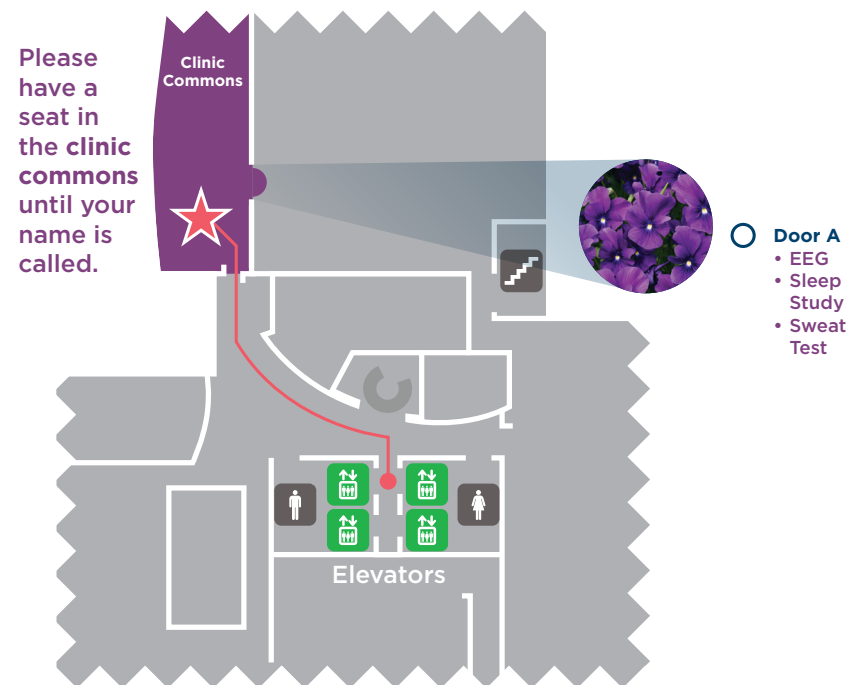 Please
have a
seat in
the clinic
commons
until your
name is
called.
Clinic
Commons
Door A
• EEG
• Sleep
Study
• Sweat
Test
Elevators